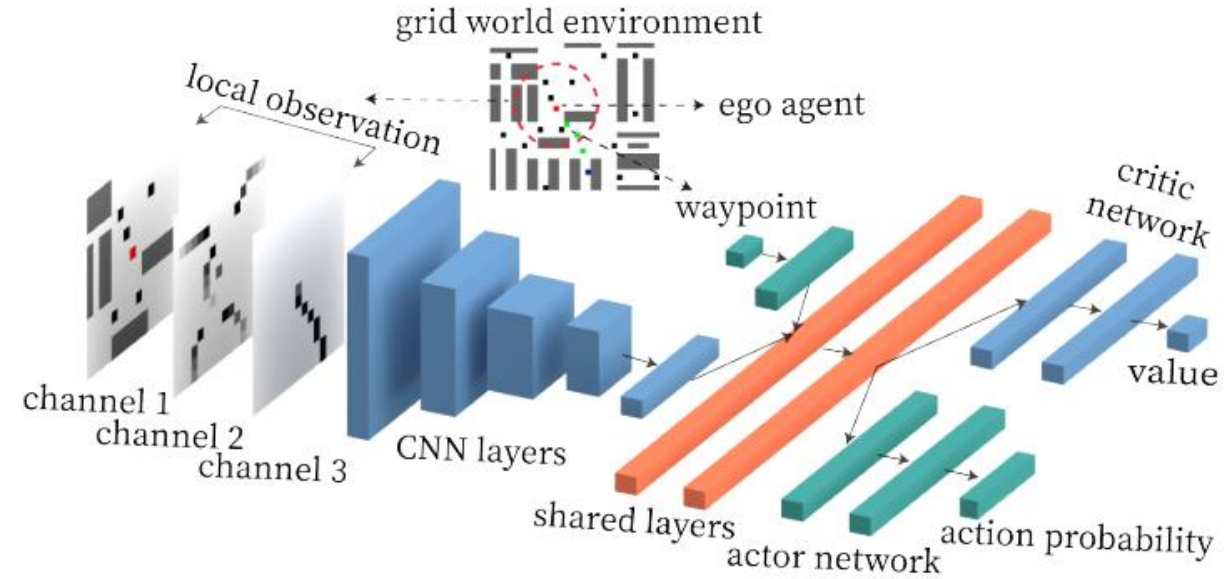 grid world environment
local observation
ego agent
waypoint
critic
network
channel 1
channel 2
channel 3
CNN layers
shared layers
actor network
action probability
value